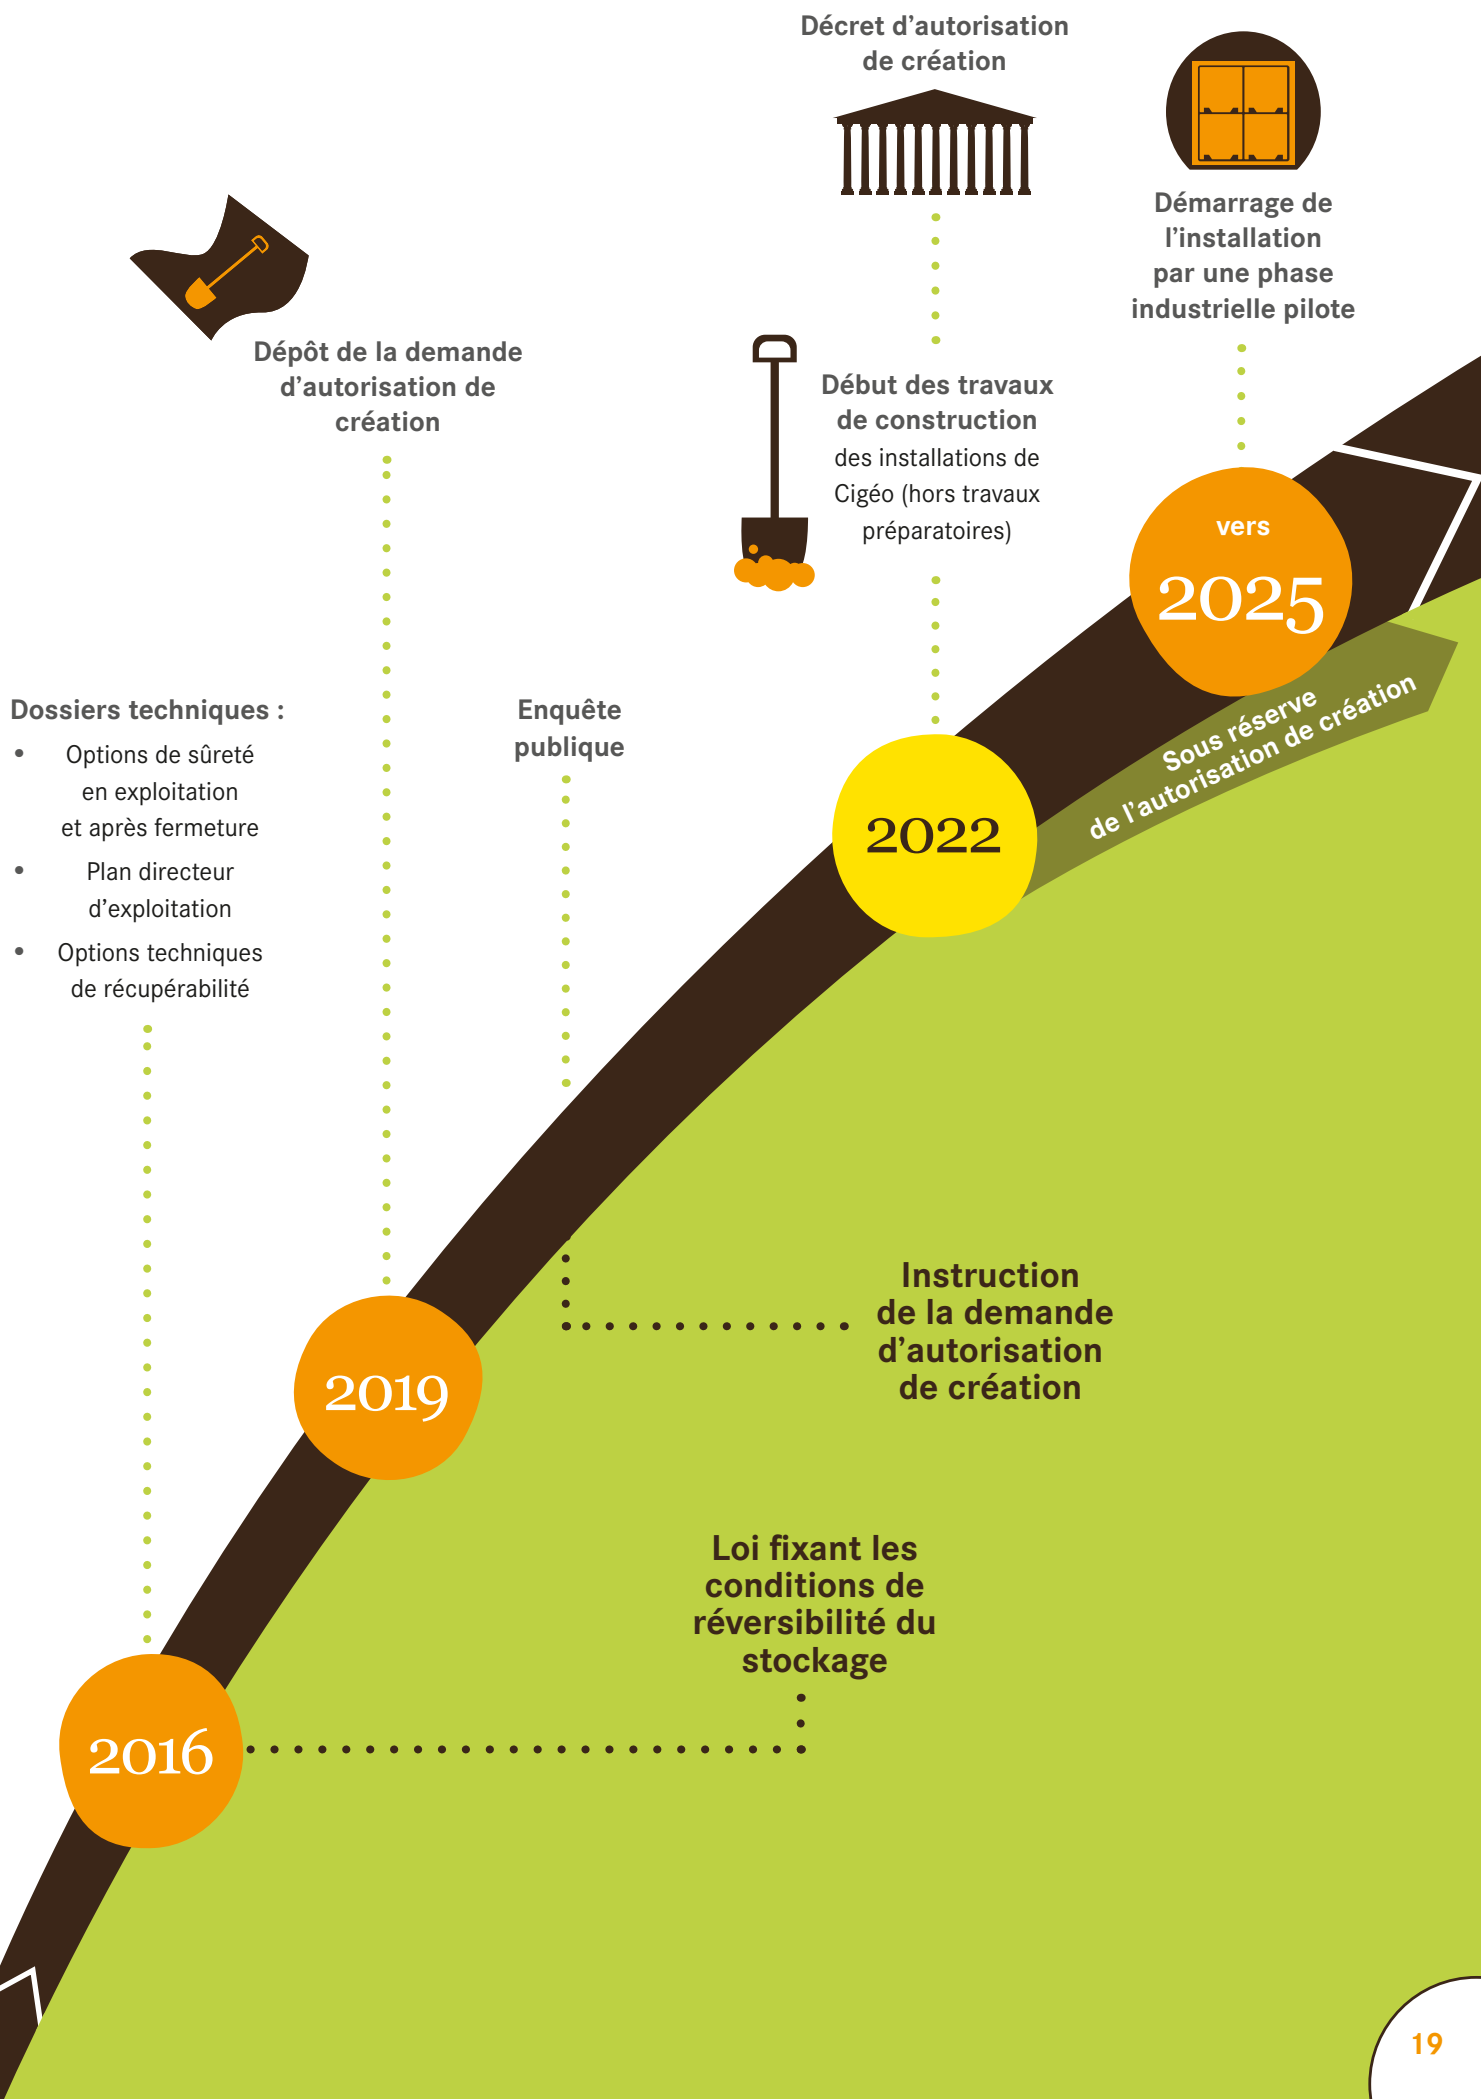 Décret d'autorisation
de création
Démarrage de
l'installation
par une phase
industrielle pilote
Dépôt de la demande
d'autorisation de
création
Début des travaux
de construction
des installations de
Cigéo (hors travaux
préparatoires)
vers
2025
Sous réserve
de l'autorisation de création
Dossiers techniques :
• Options de sûreté
en exploitation
et après fermeture
• Plan directeur
d'exploitation
• Options techniques
de récupérabilité
Enquête
publique
2022
Instruction
de la demande
d'autorisation
de création
2019
Loi fixant les
conditions de
réversibilité du
stockage
2016
19